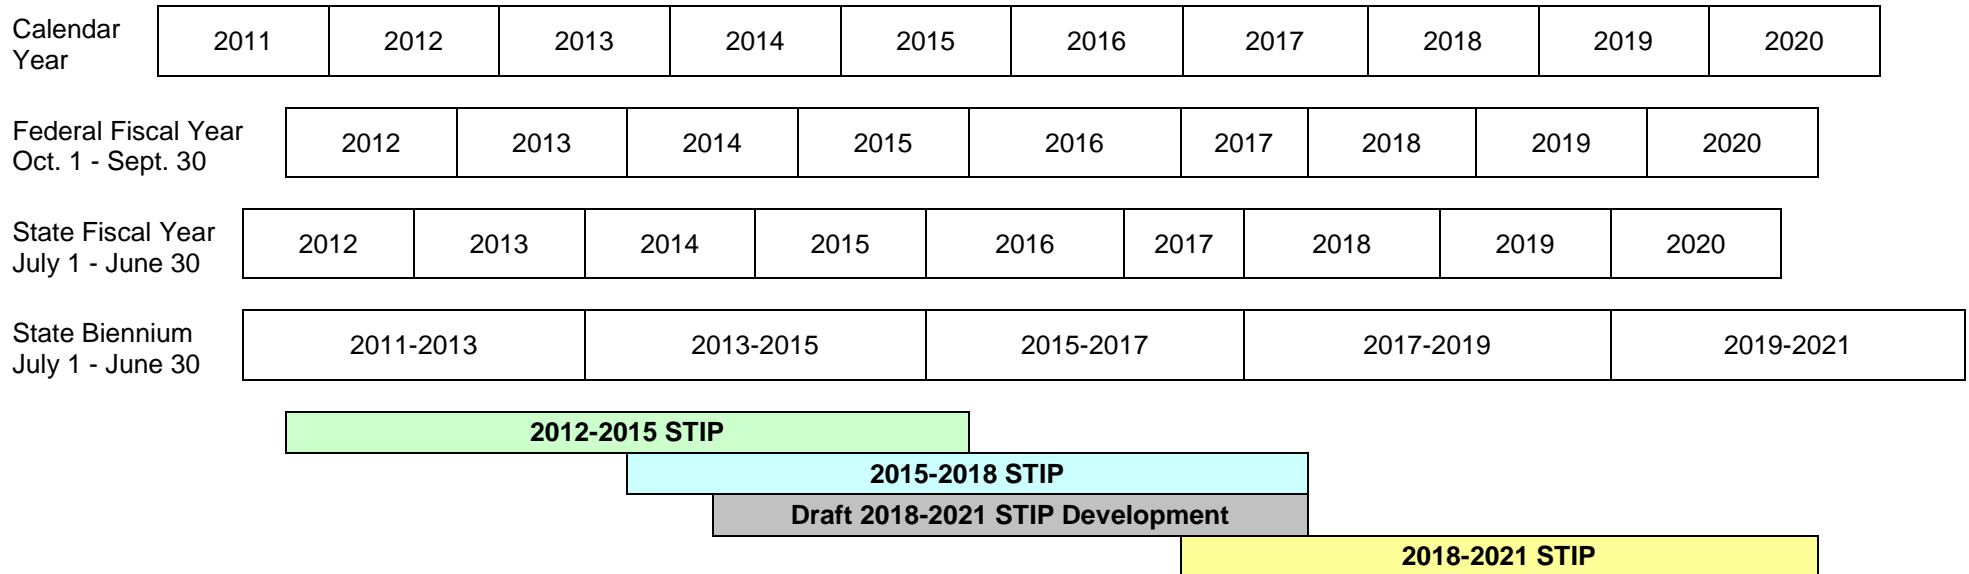 Calendar
Year
2011 2012 2013 2014 2015 2016 2017 2018 2019 2020
Federal Fiscal Year
Oct. 1 - Sept. 30
2012 2013 2014 2015 2016 2017 2018 2019 2020
State Fiscal Year
July 1 - June 30
2012 2013 2014 2015 2016 2017 2018 2019 2020
State Biennium
July 1 - June 30
2011-2013 2013-2015 2015-2017 2017-2019 2019-2021
2012-2015 STIP
2015-2018 STIP
Draft 2018-2021 STIP Development
2018-2021 STIP